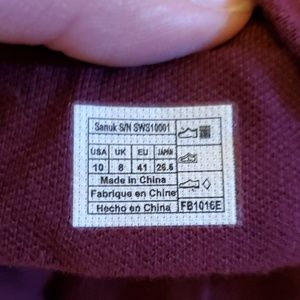 Sanuk S/N SWS10001
USA UK EU JAPAN
10 8 41 26.5
Made in China
Fabrique en Chine
Hecho en China
FB1016E